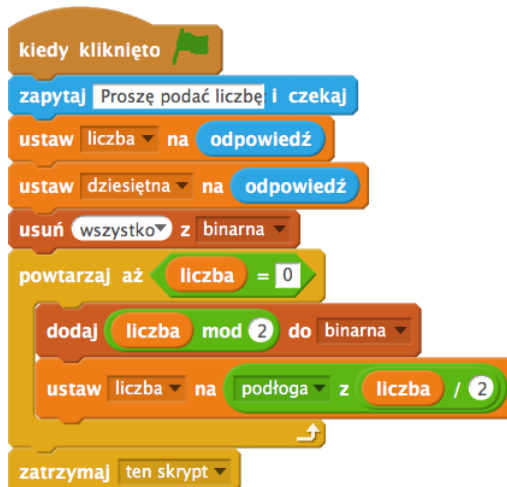 kiedy kliknięto
zapytaj Proszę podać liczbę: i czekaj
ustaw liczba na odpowiedź
ustaw dziesiętna na odpowiedź
usuń wszystko z binarna
powtarzaj aż liczba = 0
dodaj liczba mod 2 do binarna
ustaw liczba na podłoga z liczba / 2
zatrzymaj ten skrypt